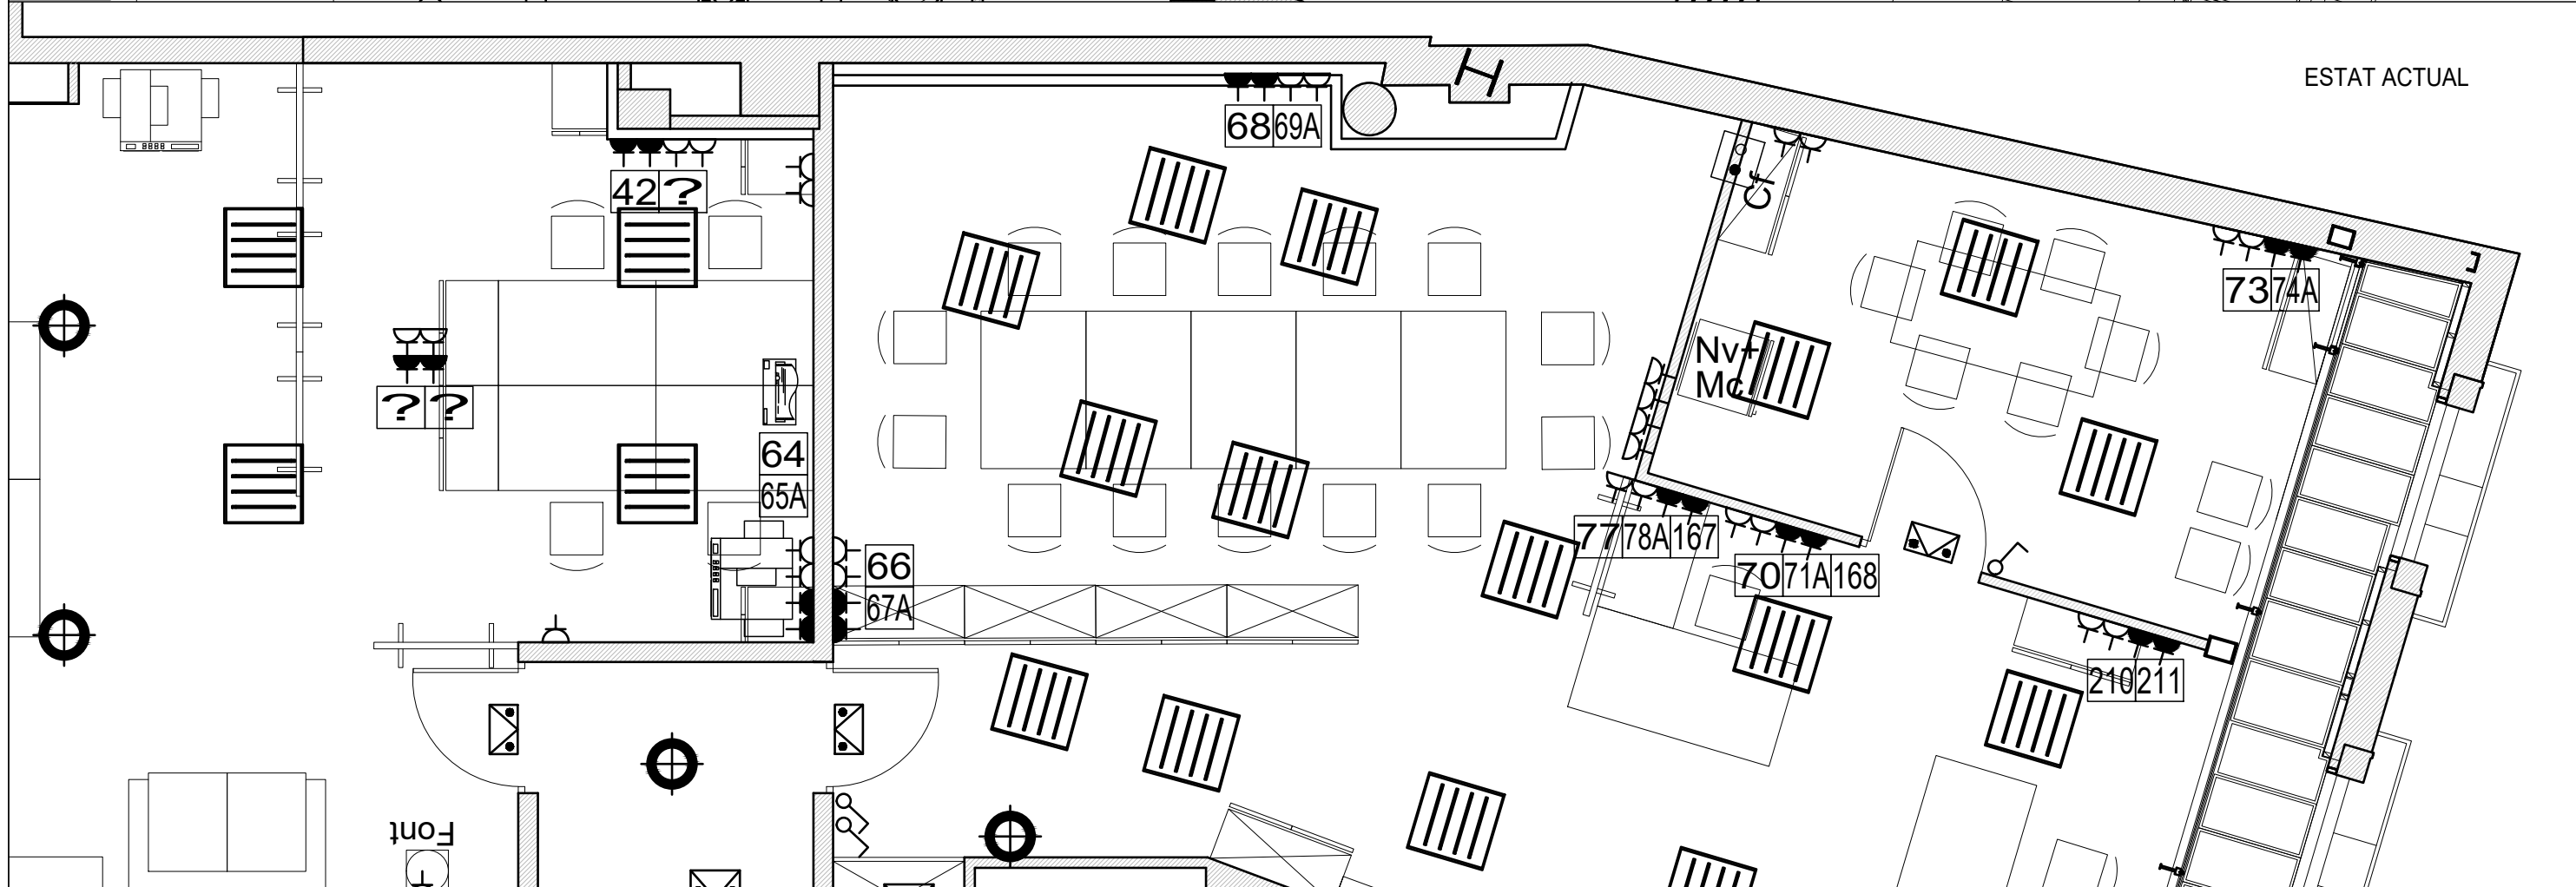 ESTAT ACTUAL
68 69A
42 ?
Cf
73 74A
Nv+
Mc
? ?
64
65A
77 78A 167
66
67A
70 71A 168
210 211
Font